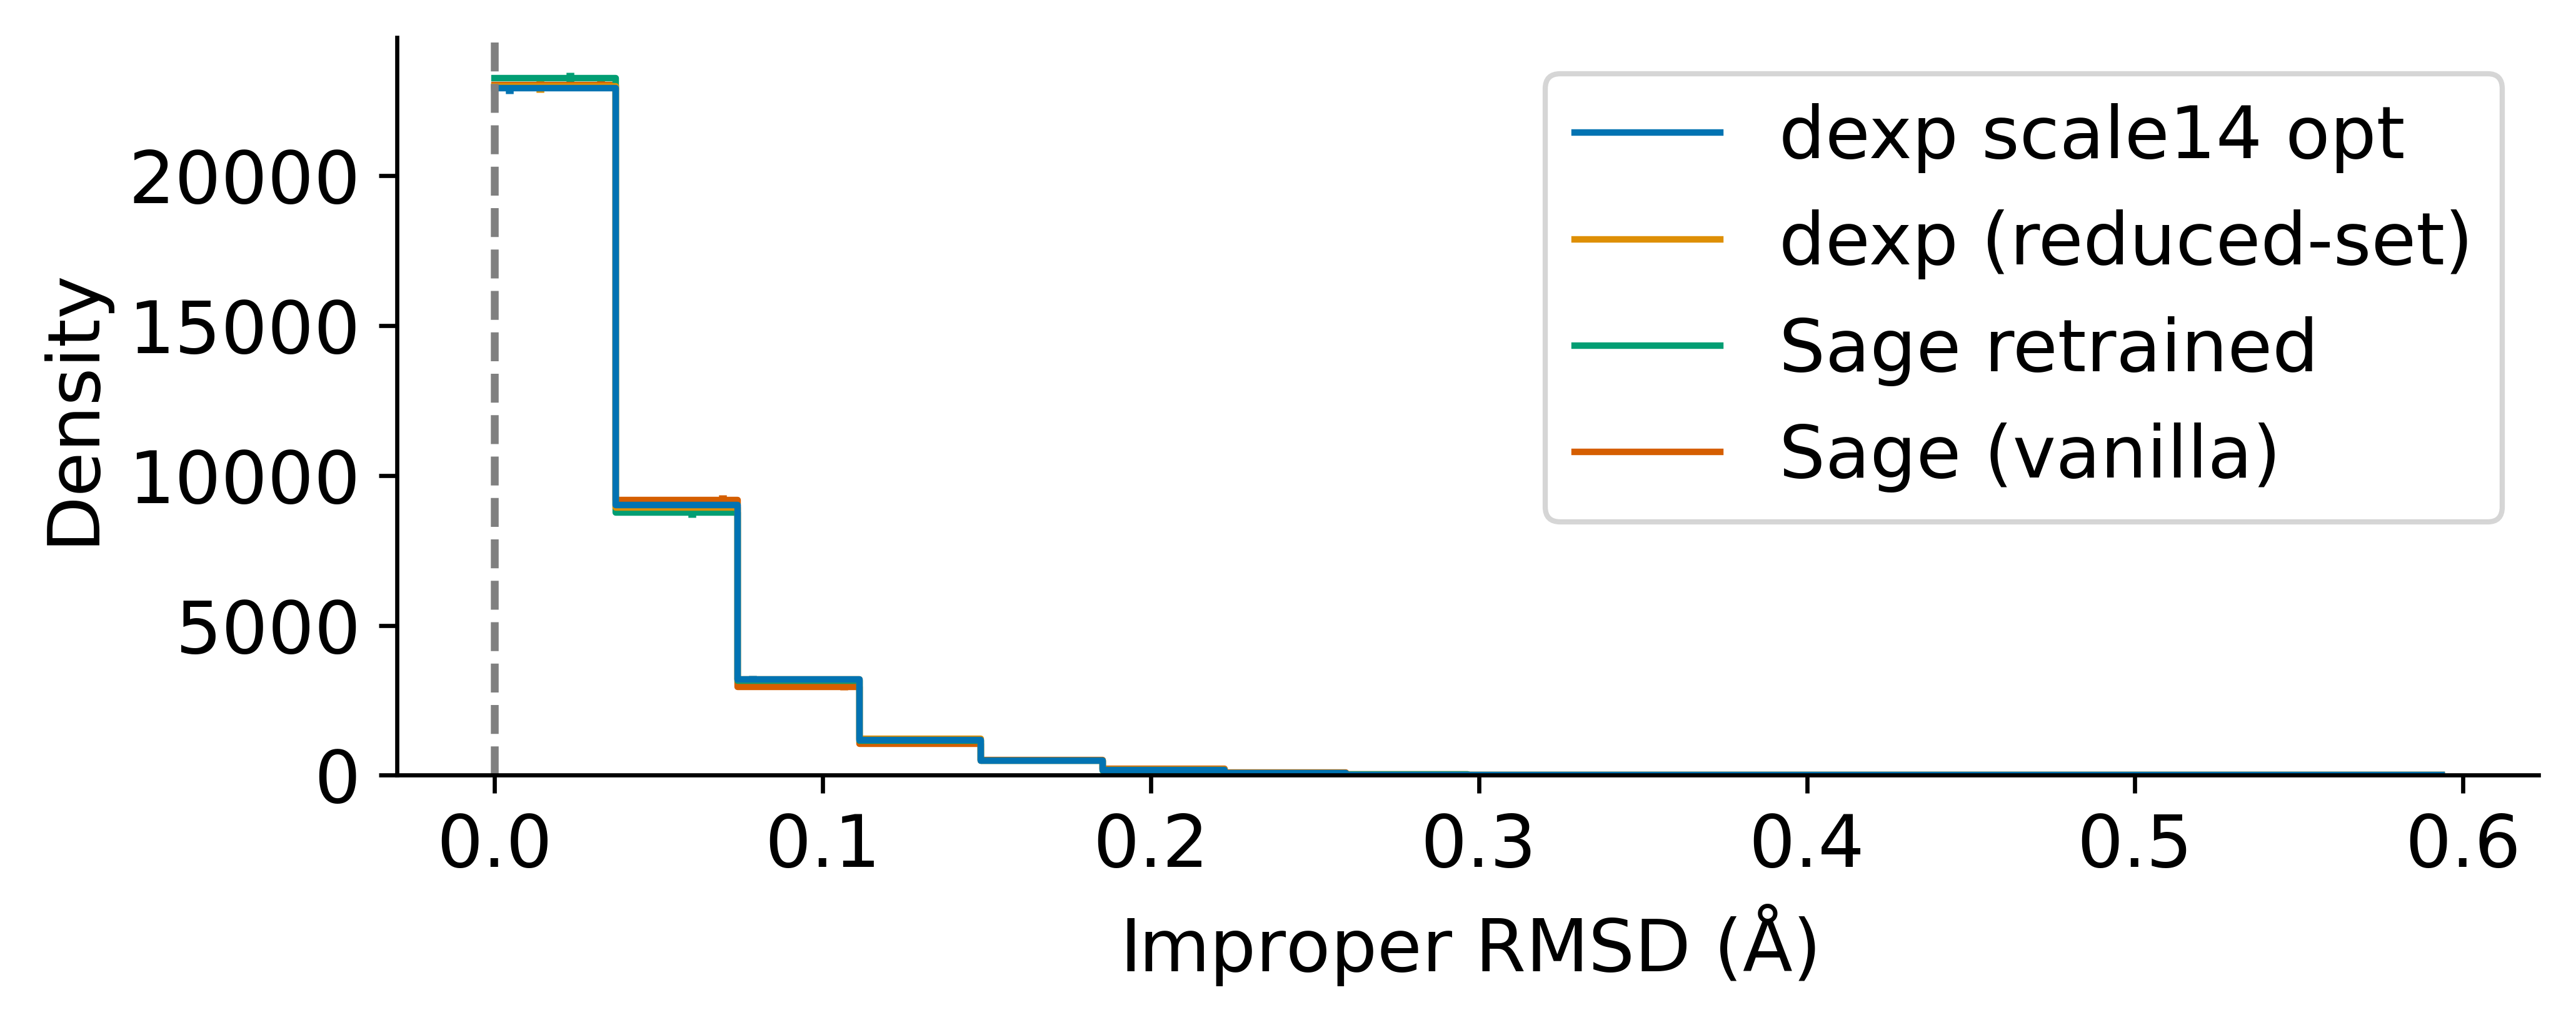 Density
20000
15000
10000
5000
0
dexp scale14 opt
dexp (reduced-set)
Sage retrained
Sage (vanilla)
0.0 0.1 0.2 0.3 0.4 0.5 0.6
Improper RMSD (Å)